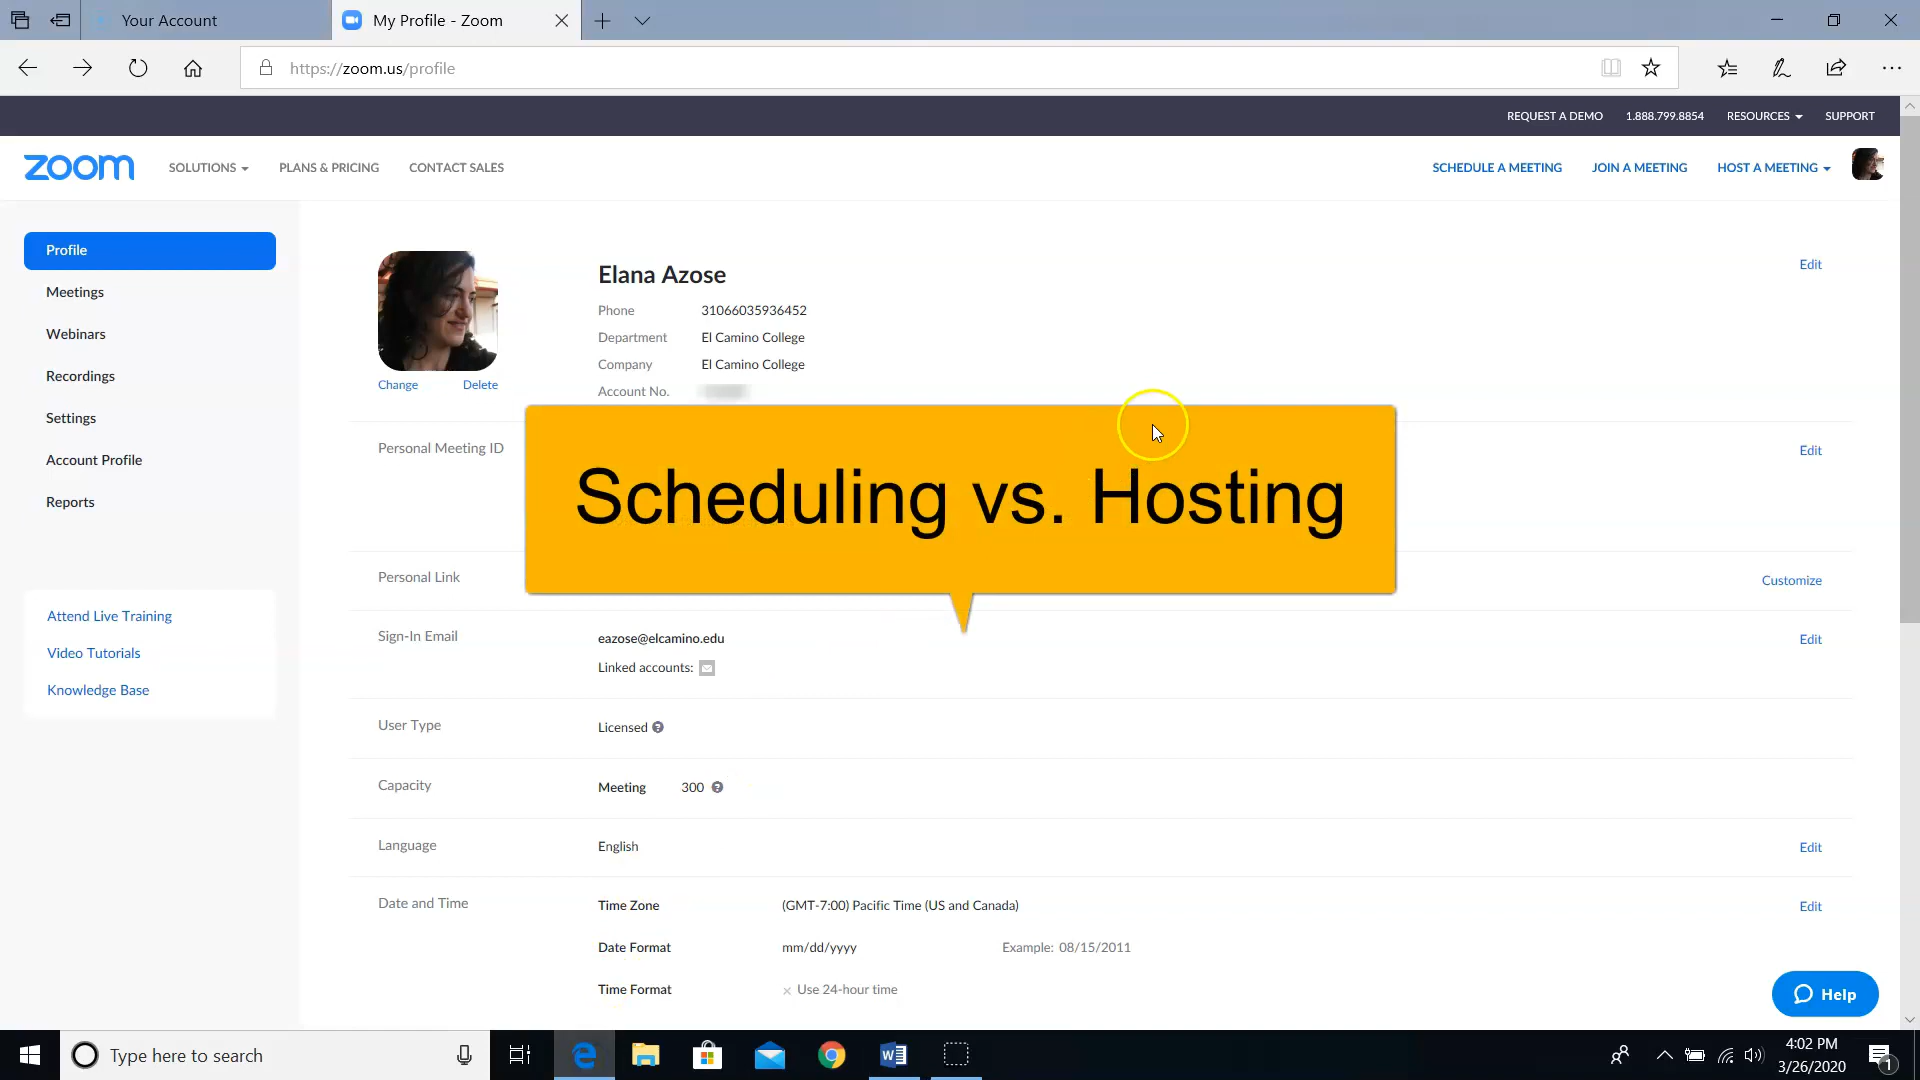 Your Account
My Profile - Zoom
https://zoom.us/profile
REQUEST A DEMO 1.888.799.8854 RESOURCES SUPPORT
zoom SOLUTIONS PLANS & PRICING CONTACT SALES SCHEDULE A MEETING JOIN A MEETING HOST A MEETING
Profile
Meetings
Webinars
Recordings
Settings
Account Profile
Reports
Attend Live Training
Video Tutorials
Knowledge Base
Change Delete
Elana Azose
Edit
Phone 31066035936452
Department El Camino College
Company El Camino College
Account No.
Personal Meeting ID
Edit
Scheduling vs. Hosting
Personal Link
Customize
Sign-In Email eazose@elcamino.edu Edit
Linked accounts:
User Type Licensed
Capacity Meeting 300
Language English Edit
Date and Time Time Zone (GMT-7:00) Pacific Time (US and Canada) Edit
Date Format mm/dd/yyyy Example: 08/15/2011
Time Format Use 24-hour time
Help
Type here to search
4:02 PM
3/26/2020
1